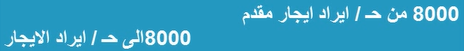 8000 من حـ / ايراد ايجار مقدم
8000الى حـ / ايراد الايجار